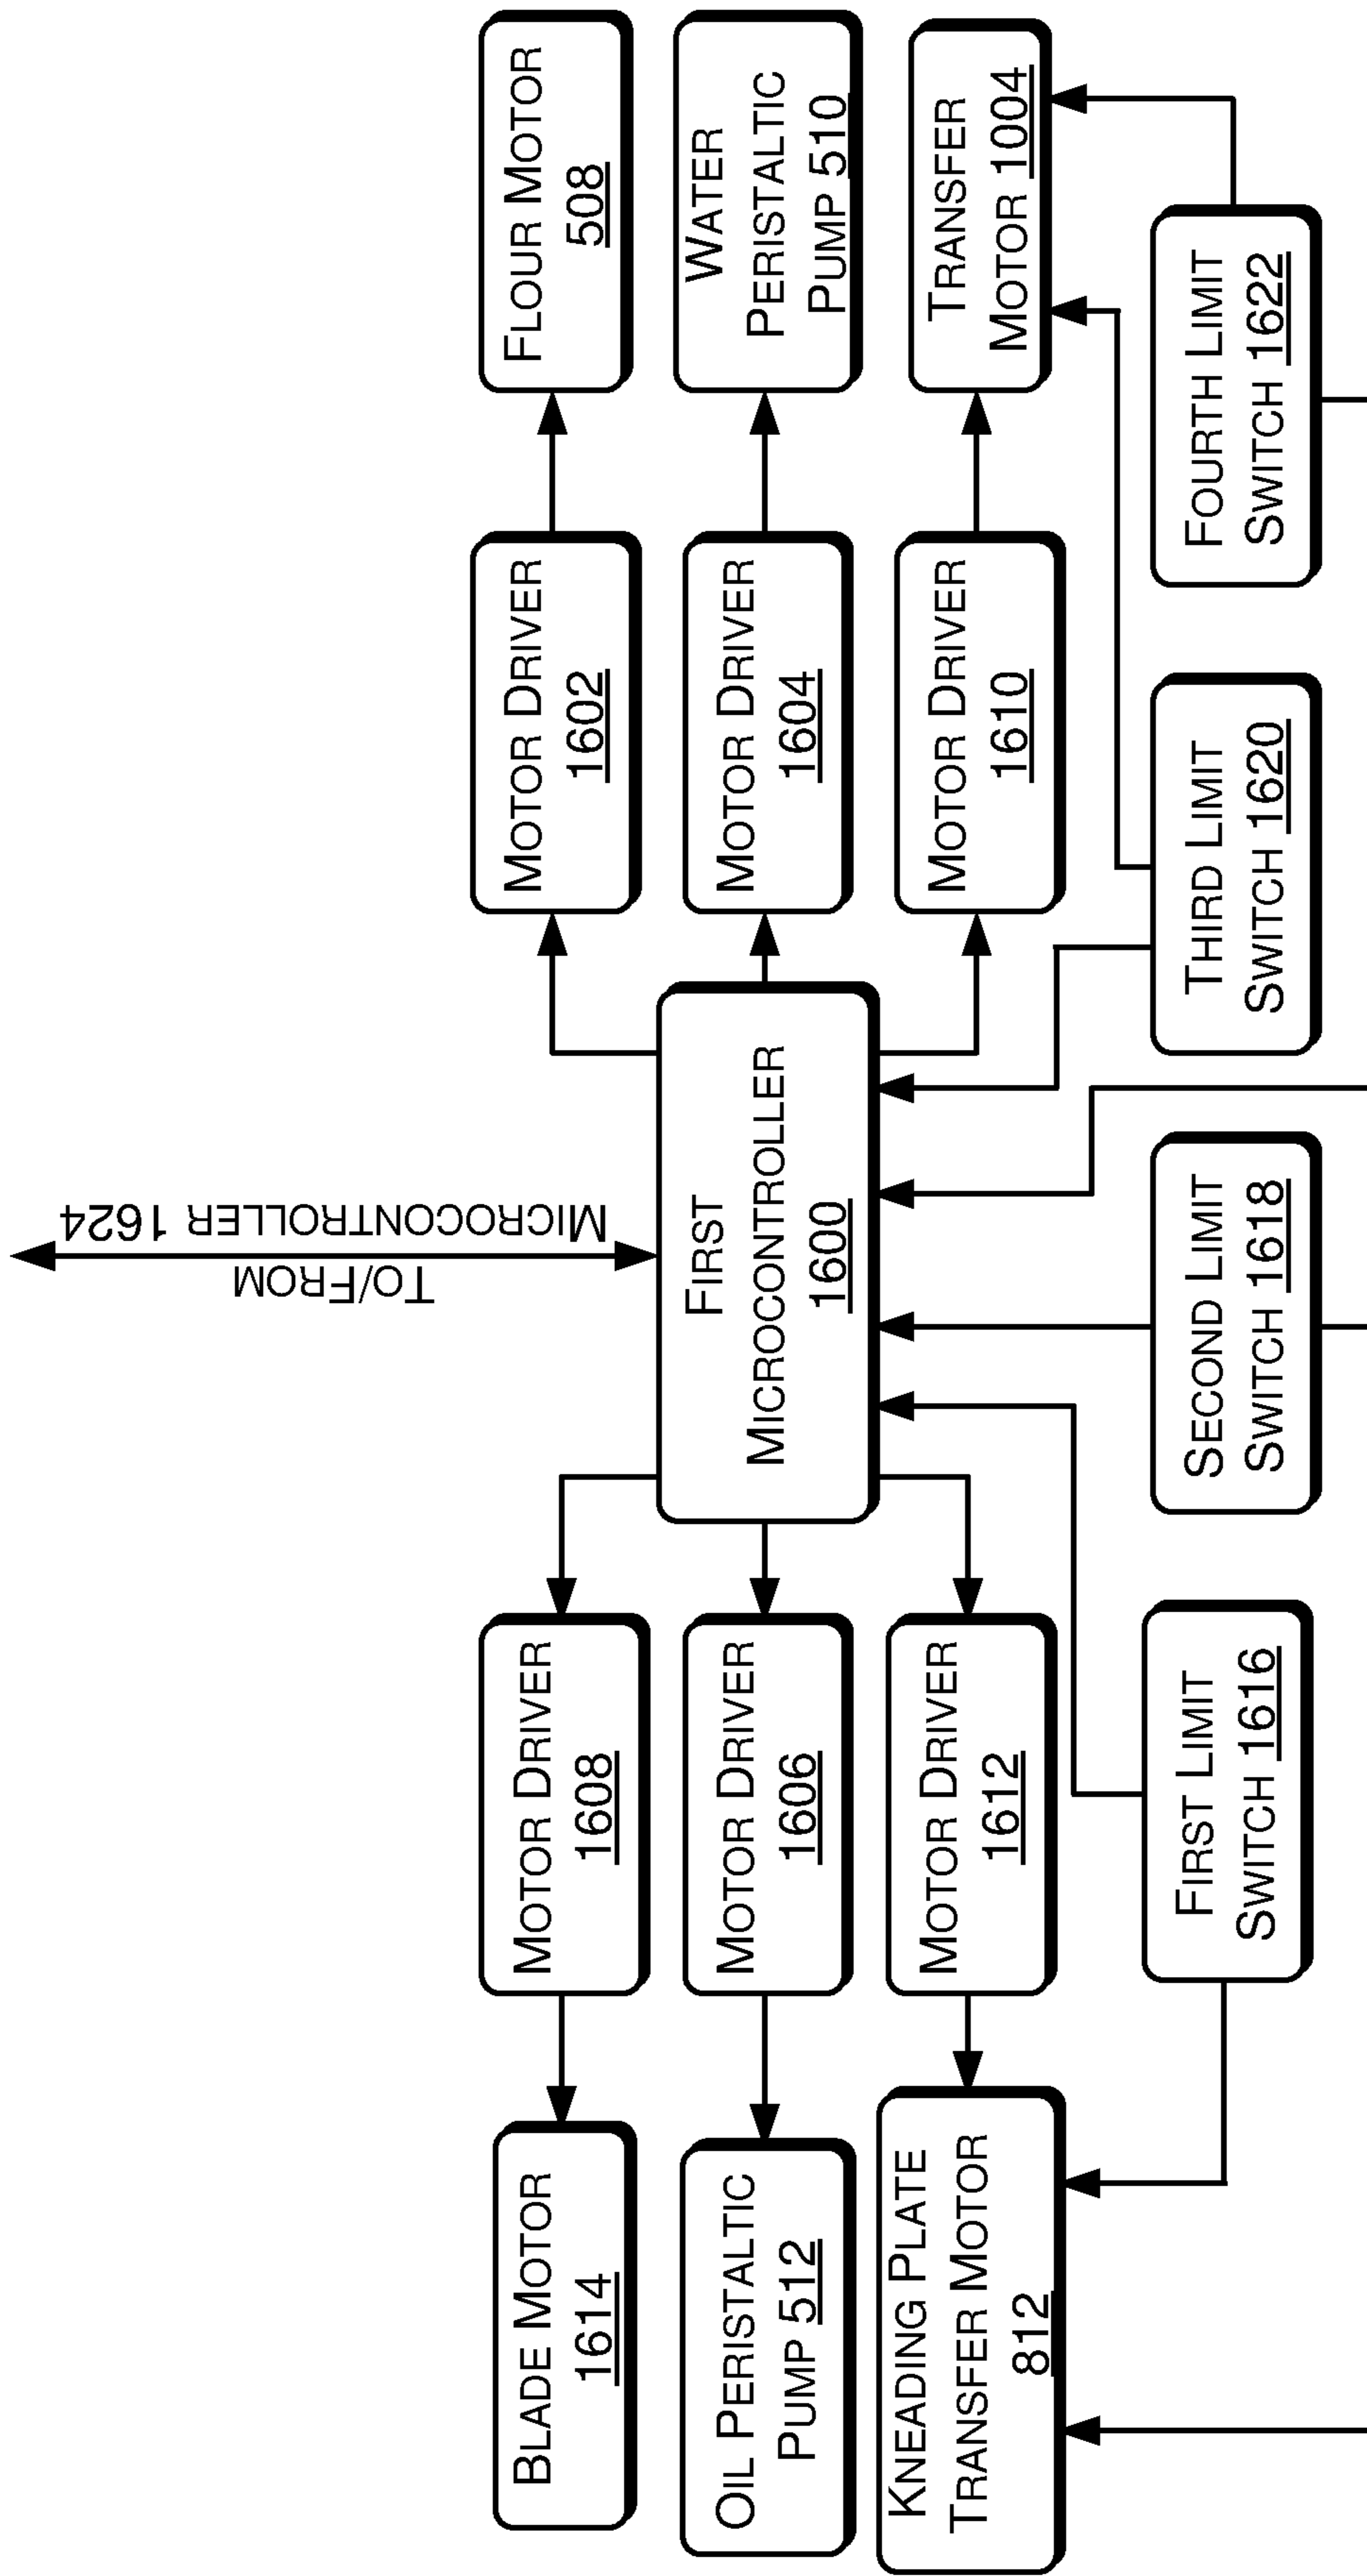 MICROCONTROLLER 1624
TO/FROM
BLADE MOTOR
1614
MOTOR DRIVER
1608
MOTOR DRIVER
1602
FLOUR MOTOR
508
OIL PERISTALTIC
PUMP 512
MOTOR DRIVER
1606
FIRST
MICROCONTROLLER
1600
MOTOR DRIVER
1604
WATER
PERISTALTIC
PUMP 510
KNEADING PLATE
TRANSFER MOTOR
812
MOTOR DRIVER
1612
MOTOR DRIVER
1610
TRANSFER
MOTOR 1004
FIRST LIMIT
SWITCH 1616
SECOND LIMIT
SWITCH 1618
THIRD LIMIT
SWITCH 1620
FOURTH LIMIT
SWITCH 1622